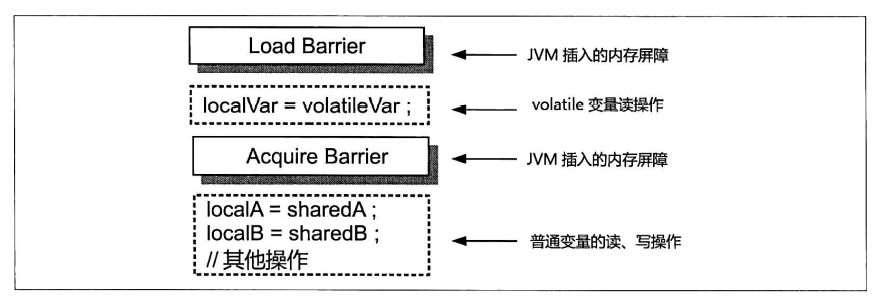 Load Barrier
JVM 插入的内存屏障
localVar = volatileVar ;
volatile 变量读操作
Acquire Barrier
JVM 插入的内存屏障
localA = sharedA ;
localB = sharedB ;
// 其他操作
普通变量的读、写操作